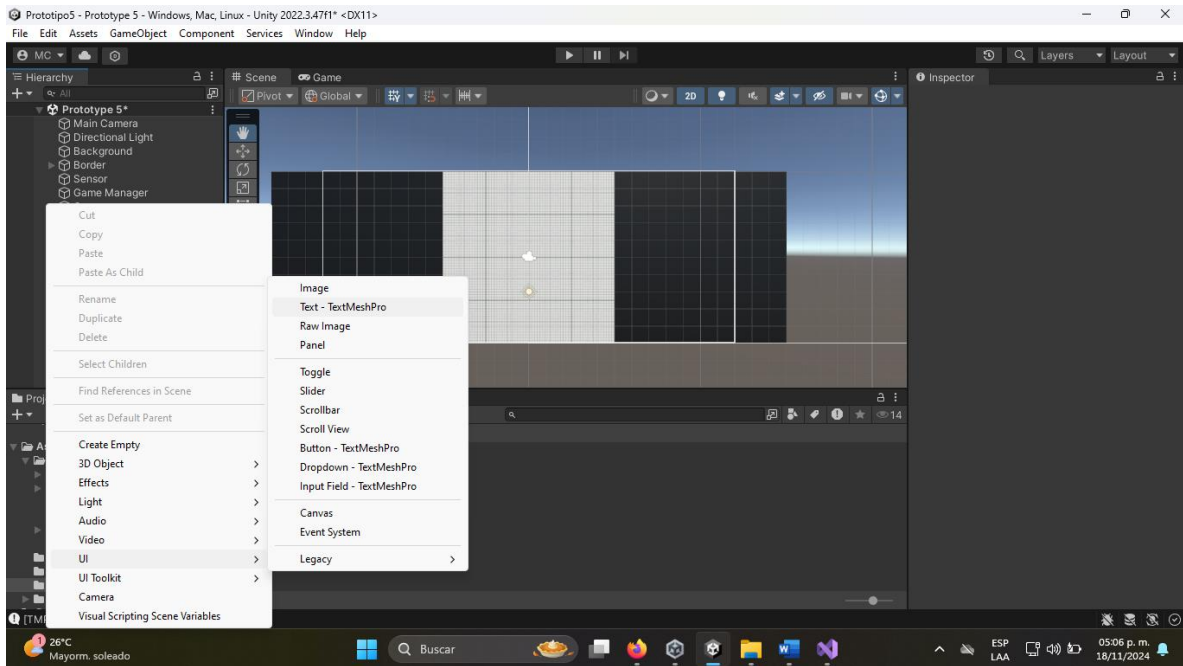 Prototipo5 - Prototype 5 - Windows, Mac, Linux - Unity 2022.3.47f1* <DX11>
File Edit Assets GameObject Component Services Window Help
MC Layers Layout
Hierarchy
Scene Game
Inspector
All
Pivot Global 2D
Prototype 5*
Main Camera
Directional Light
Background
Border
Sensor
Game Manager
Cut
Copy
Paste
Paste As Child
Rename
Duplicate
Delete
Select Children
Find References in Scene
Set as Default Parent
Create Empty
3D Object
Effects
Light
Audio
Video
UI
UI Toolkit
Camera
Visual Scripting Scene Variables
Image
Text - TextMeshPro
Raw Image
Panel
Toggle
Slider
Scrollbar
Scroll View
Button - TextMeshPro
Dropdown - TextMeshPro
Input Field - TextMeshPro
Canvas
Event System
Legacy
Proj
14
As
[TM
1
26°C
Mayorm. soleado
Buscar
ESP
LAA
05:06 p. m.
18/11/2024